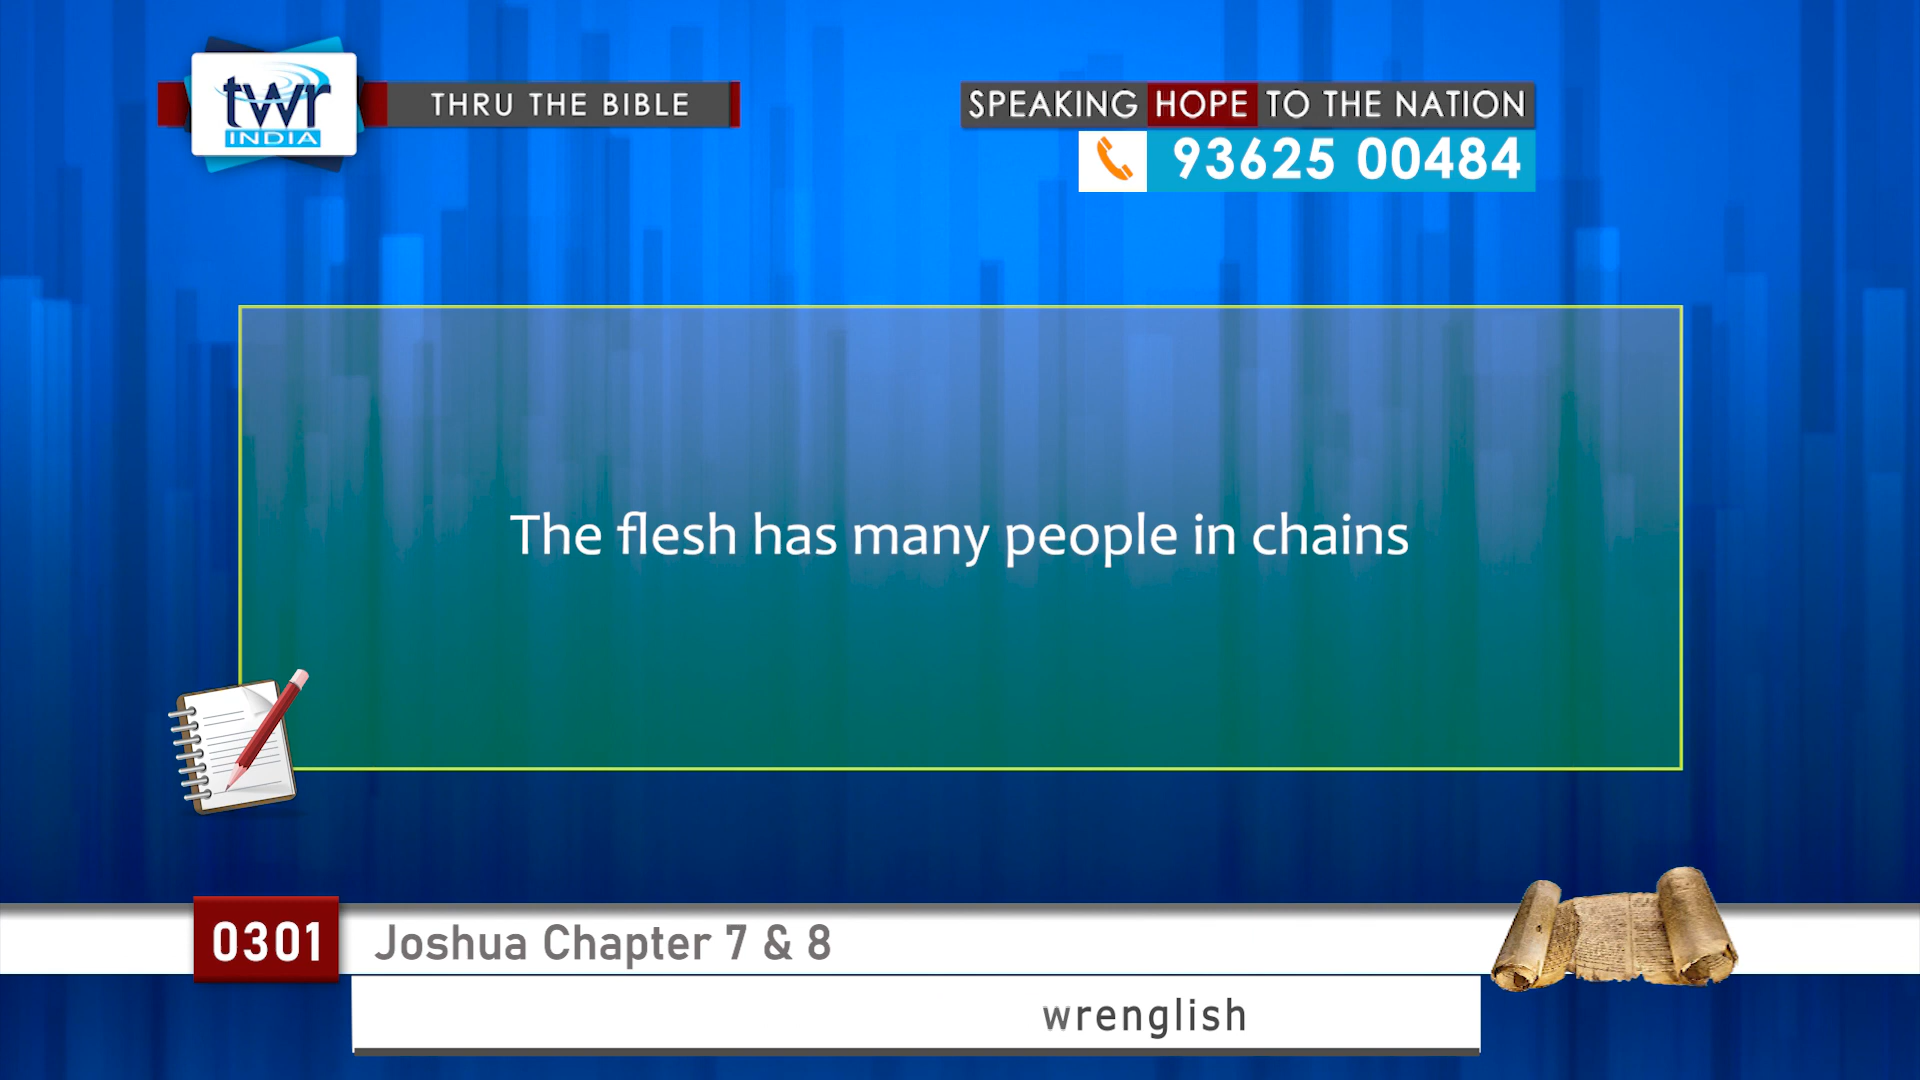 twr
INDIA
THRU THE BIBLE
SPEAKING HOPE TO THE NATION
93625 00484
The flesh has many people in chains
0301
Joshua Chapter 7 & 8
wrenglish